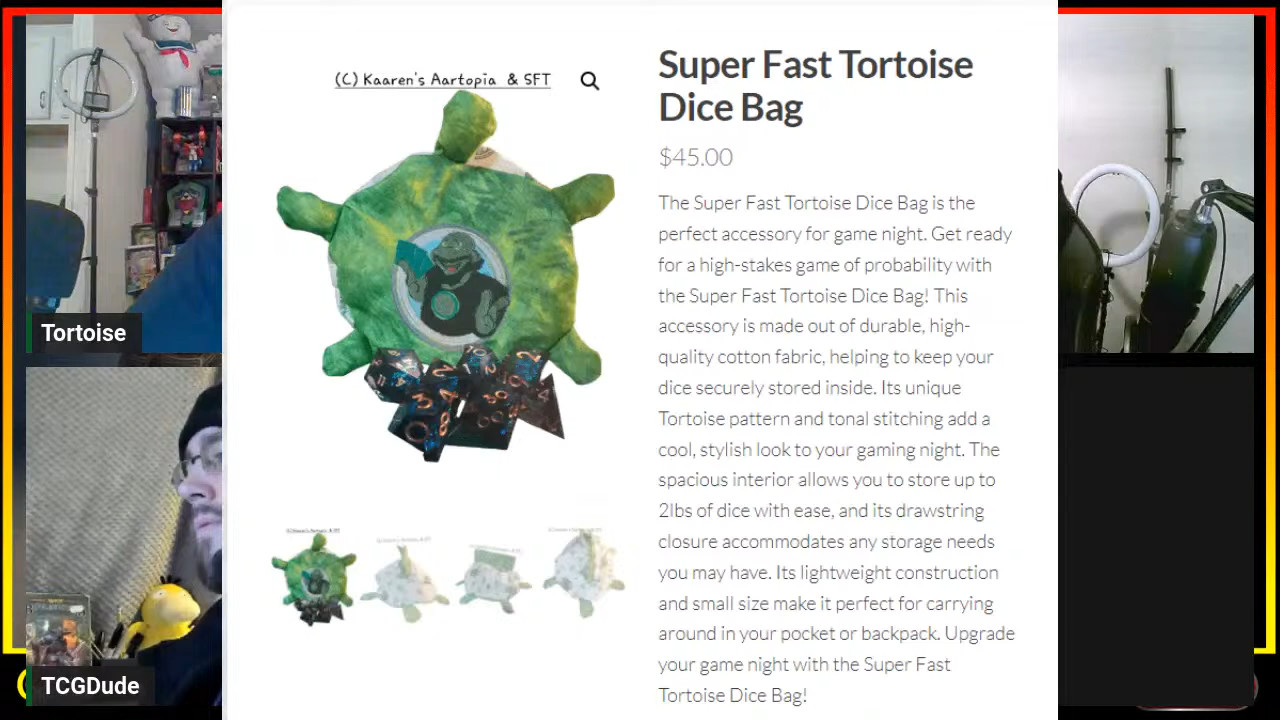 (C) Kaaren's Aartopia & SFT
Super Fast Tortoise
Dice Bag
$45.00
The Super Fast Tortoise Dice Bag is the
perfect accessory for game night. Get ready
for a high-stakes game of probability with
the Super Fast Tortoise Dice Bag! This
accessory is made out of durable, high-
quality cotton fabric, helping to keep your
dice securely stored inside. Its unique
Tortoise pattern and tonal stitching add a
cool, stylish look to your gaming night. The
spacious interior allows you to store up to
2lbs of dice with ease, and its drawstring
closure accommodates any storage needs
you may have. Its lightweight construction
and small size make it perfect for carrying
around in your pocket or backpack. Upgrade
your game night with the Super Fast
Tortoise Dice Bag!
Tortoise
TCGDude